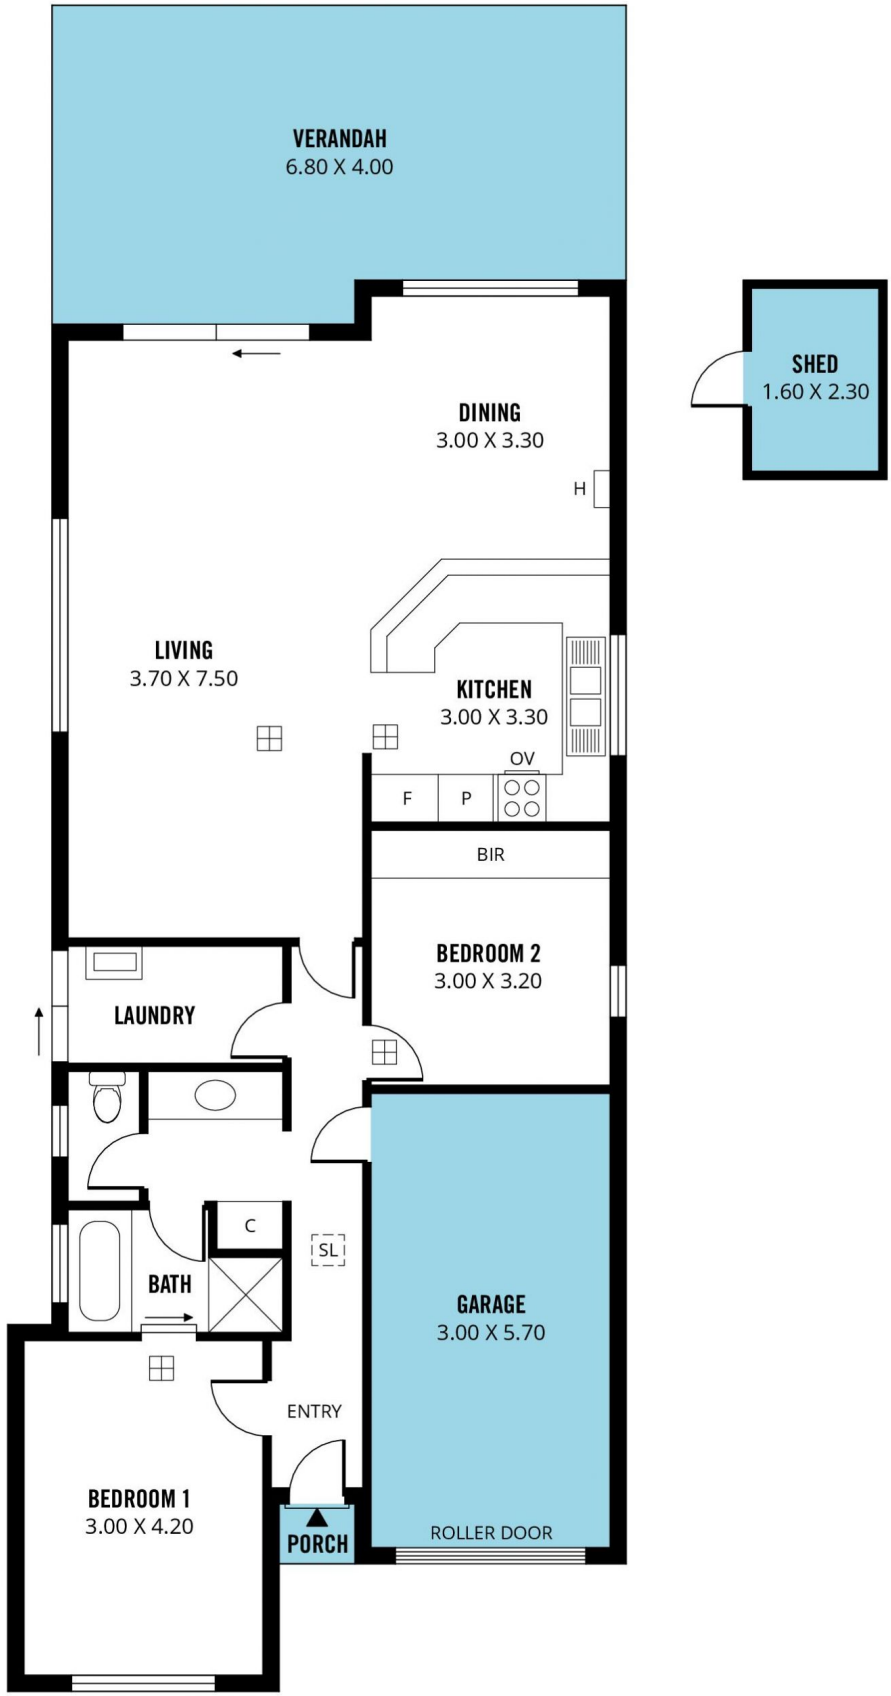 VERANDAH
6.80 X 4.00
SHED
1.60 X 2.30
DINING
3.00 X 3.30
H
LIVING
3.70 X 7.50
KITCHEN
3.00 X 3.30
OV
F
P
BIR
BEDROOM 2
3.00 X 3.20
LAUNDRY
C
SL
BATH
GARAGE
3.00 X 5.70
ENTRY
BEDROOM 1
3.00 X 4.20
ROLLER DOOR
PORCH